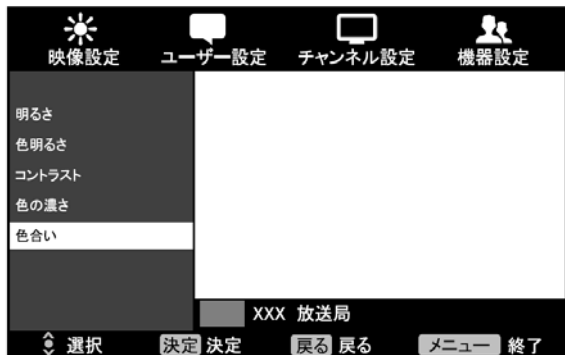 映像設定 ユーザー設定 チャンネル設定 機器設定
明るさ
色明るさ
コントラスト
色の濃さ
色合い
XXX 放送局
選択 決定 決定 戻る 戻る メニュー 終了